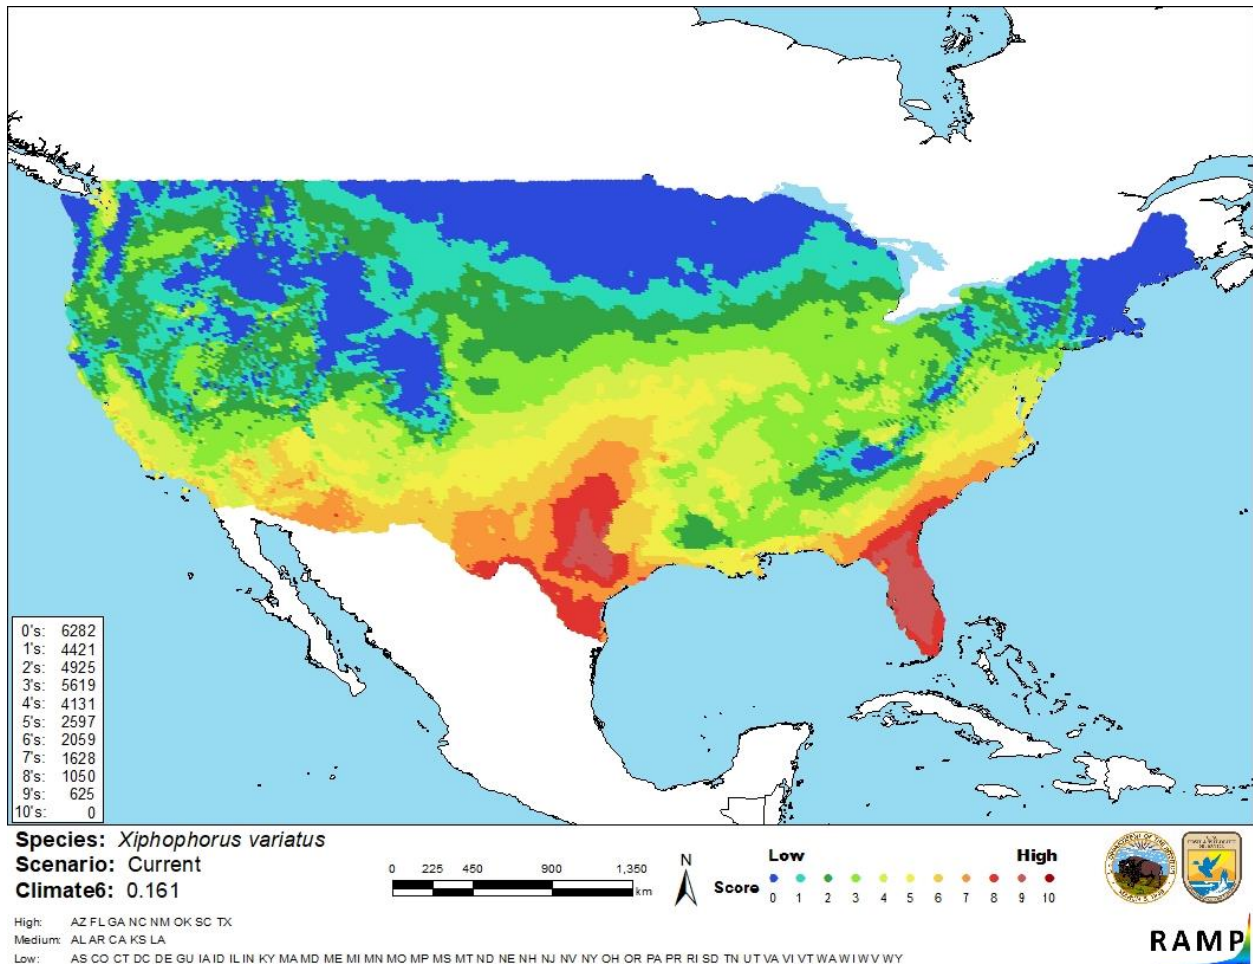 0's: 6282
1's: 4421
2's: 4925
3's: 5619
4's: 4131
5's: 2597
6's: 2059
7's: 1628
8's: 1050
9's: 625
10's: 0
Species: Xiphophorus variatus
Scenario: Current
Climate6: 0.161
0 225 450 900 1,350
km
N
Low High
Score
0 1 2 3 4 5 6 7 8 9 10
High: AZ FL GA NC NM OK SC TX
Medium: AL AR CA KS LA
Low: AS CO CT DC DE GU IA ID IL IN KY MA MD ME MI MN MO MP MS MT ND NE NH NJ NV NY OH OR PA PR RI SD TN UT VA VI VT WA WI WV WY
RAMP